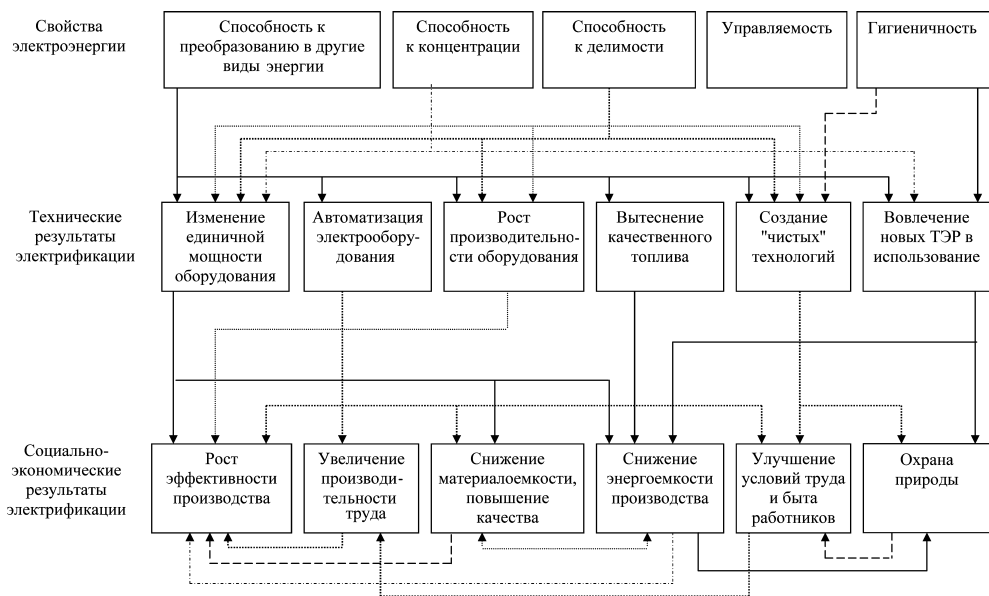 Свойства
электроэнергии
Способность к
преобразованию в другие
виды энергии
Способность
к концентрации
Способность
к делимости
Управляемость
Гигиеничность
Технические
результаты
электрификации
Изменение
единичной
мощности
оборудования
Автоматизация
электрообору-
дования
Рост
производительно-
сти оборудования
Вытеснение
качественного
топлива
Создание
"чистых"
технологий
Вовлечение
новых ТЭР в
использование
Социально-
экономические
результаты
электрификации
Рост
эффективности
производства
Увеличение
производи-
тельности
труда
Снижение
материалоемкости,
повышение
качества
Снижение
энергоемкости
производства
Улучшение
условий труда
и быта
работников
Охрана
природы